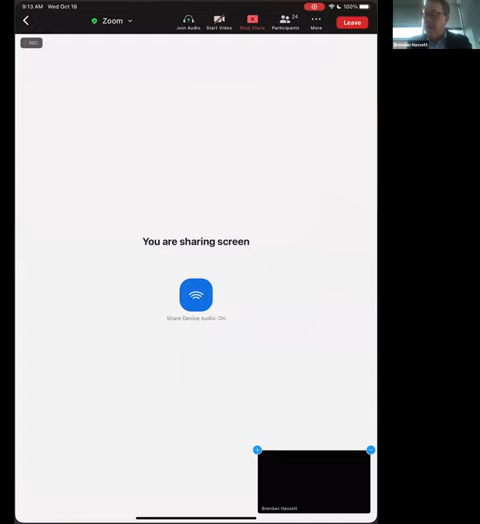 9:13 AM Wed Oct 18
100%
Zoom
Join Audio
Start Video
Stop Share
24
Participants
More
Leave
REC
Brendan Hassett
You are sharing screen
Share Device Audio: On
Brendan Hassett